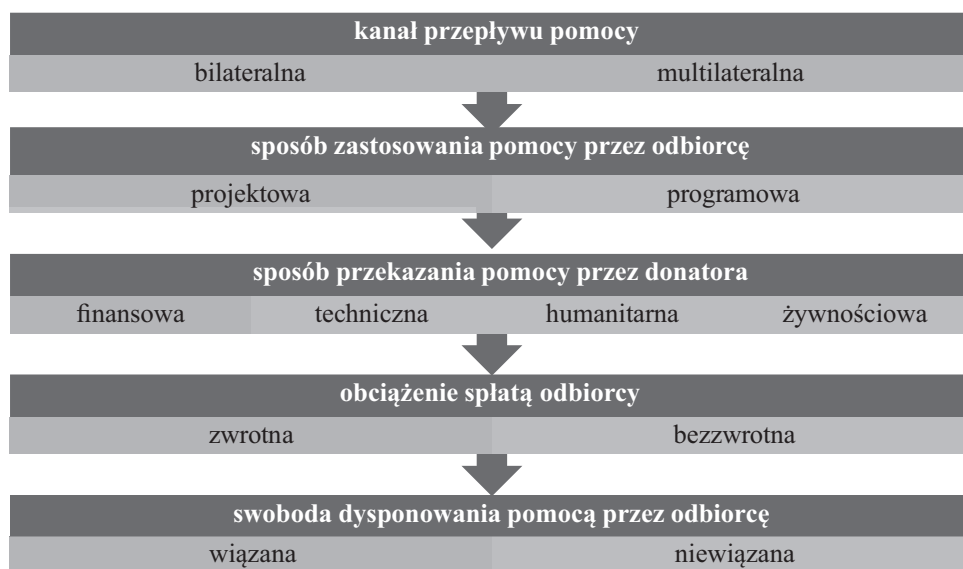 kanał przepływu pomocy
bilateralna multilateralna
sposób zastosowania pomocy przez odbiorcę
projektowa programowa
sposób przekazania pomocy przez donatora
finansowa techniczna humanitarna żywnościowa
obciążenie spłatą odbiorcy
zwrotna bezzwrotna
swoboda dysponowania pomocą przez odbiorcę
wiązana niewiązana